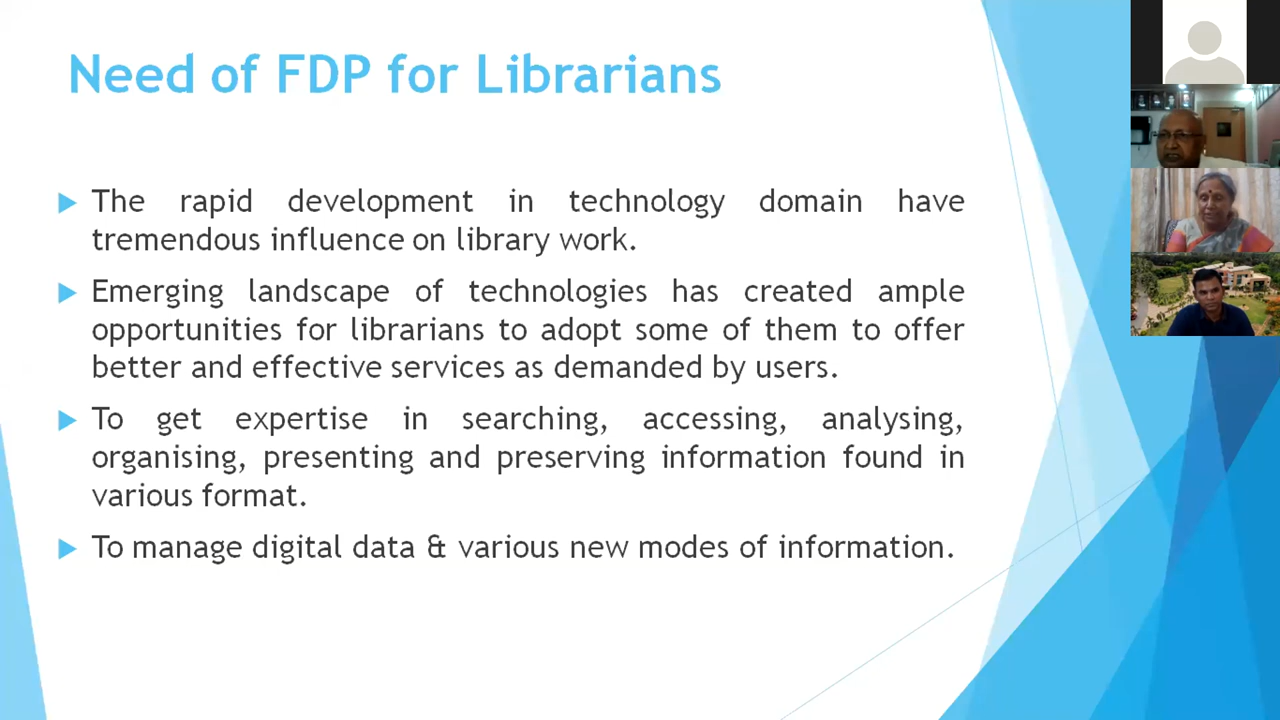 Need of FDP for Librarians
The rapid development in technology domain have
tremendous influence on library work.
Emerging landscape of technologies has created ample
opportunities for librarians to adopt some of them to offer
better and effective services as demanded by users.
To get expertise in searching, accessing, analysing,
organising, presenting and preserving information found in
various format.
To manage digital data & various new modes of information.